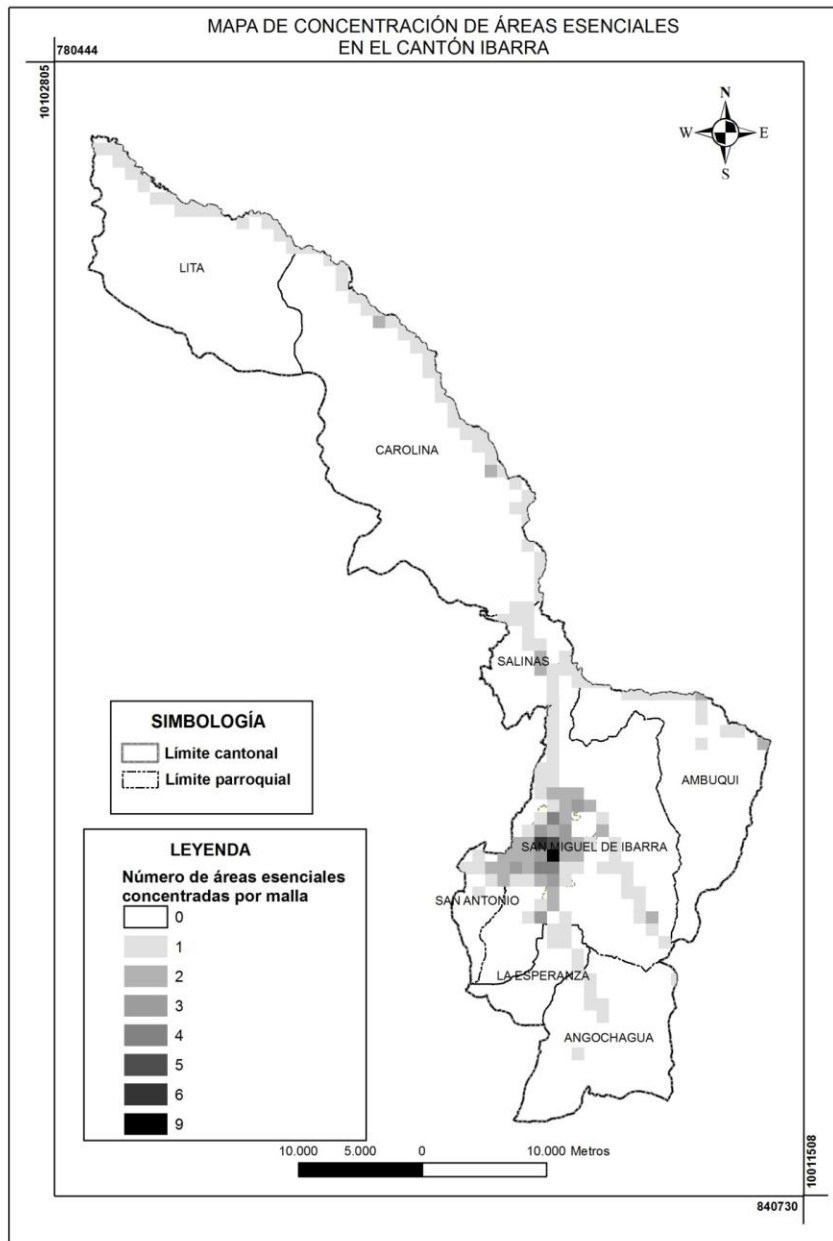 MAPA DE CONCENTRACIÓN DE ÁREAS ESENCIALES
EN EL CANTÓN IBARRA
780444
10102805
N
W
E
S
LITA
CAROLINA
SALINAS
SIMBOLOGÍA
Límite cantonal
Límite parroquial
AMBUQUI
LEYENDA
Número de áreas esenciales
concentradas por malla
0
1
2
3
4
5
6
9
SAN MIGUEL DE IBARRA
SAN ANTONIO
LA ESPERANZA
ANGOCHAGUA
10.000 5.000 0 10.000 Metros
10011508
840730